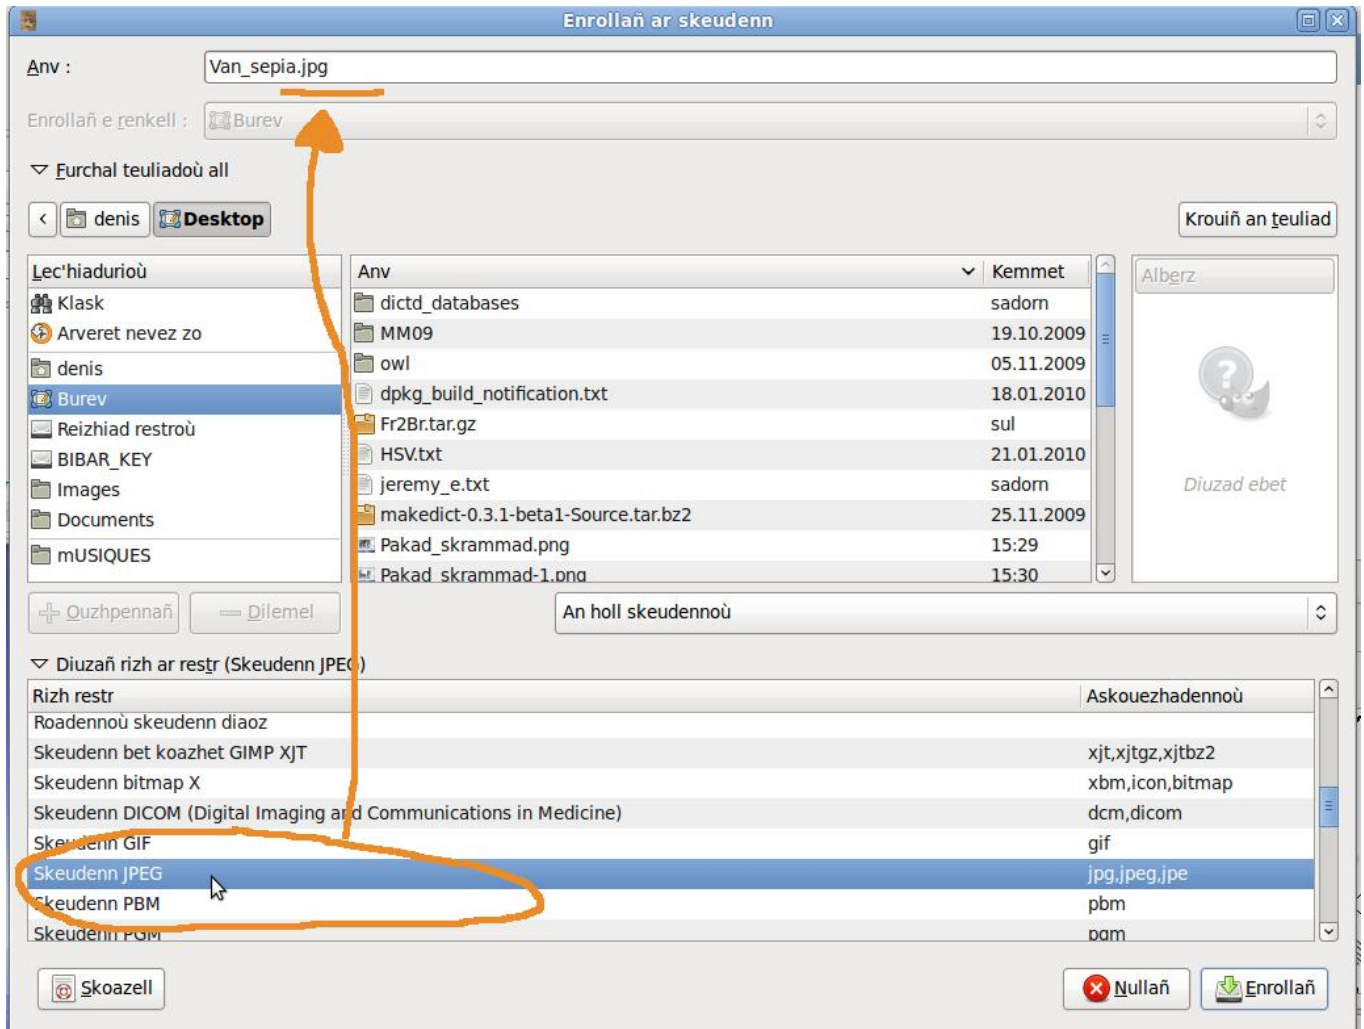 Enrollañ ar skeudenn
Anv : Van_sepia.jpg
Enrollañ e renkell : Burev
Furchal teuliadoù all
denis Desktop Krouiñ an teuliad
Lec'hiadurioù Anv Kemmet Alberz
Klask dictd_databases sadorn
Arveret nevez zo MM09 19.10.2009
denis owl 05.11.2009
Burev dpkg_build_notification.txt 18.01.2010
Reizhiad restroù Fr2Br.tar.gz sul
BIBAR_KEY HSV.txt 21.01.2010
Images jeremy_e.txt sadorn Diuzad ebet
Documents makedict-0.3.1-beta1-Source.tar.bz2 25.11.2009
mUSIQUES Pakad_skrammad.png 15:29
Pakad_skrammad-1.png 15:30
Ouzhpennañ Dilemel An holl skeudennoù
Diuzañ rizh ar restr (Skeudenn JPEG)
Rizh restr Askouezhadennoù
Roadennoù skeudenn diaoz
Skeudenn bet koazhet GIMP XJT xjt,xjtgz,xjtbz2
Skeudenn bitmap X xbm,icon,bitmap
Skeudenn DICOM (Digital Imaging and Communications in Medicine) dcm,dicom
Skeudenn GIF gif
Skeudenn JPEG jpg,jpeg,jpe
Skeudenn PBM pbm
Skeudenn PGM pgm
Skoazell Nullañ Enrollañ